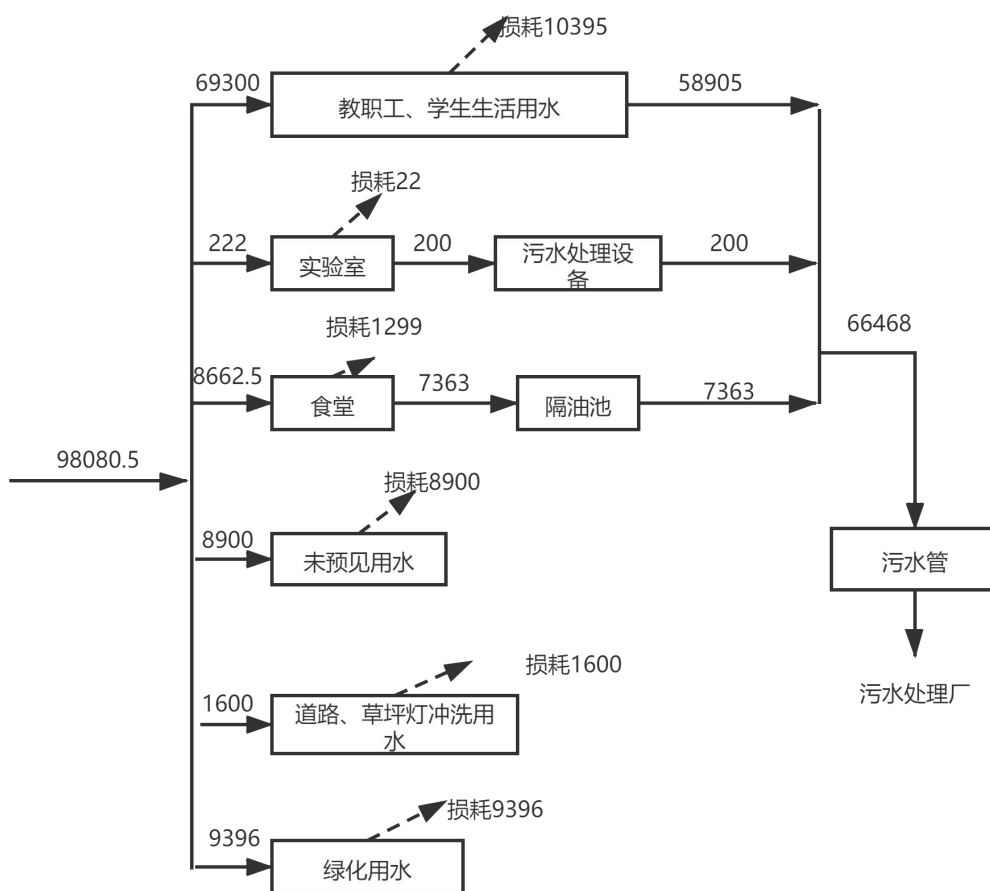 损耗10395
69300
教职工、学生生活用水
58905
损耗22
222
实验室
200
污水处理设
备
200
损耗1299
66468
8662.5
食堂
7363
隔油池
7363
98080.5
损耗8900
8900
未预见用水
污水管
损耗1600
1600
道路、草坪灯冲洗用
水
污水处理厂
损耗9396
9396
绿化用水